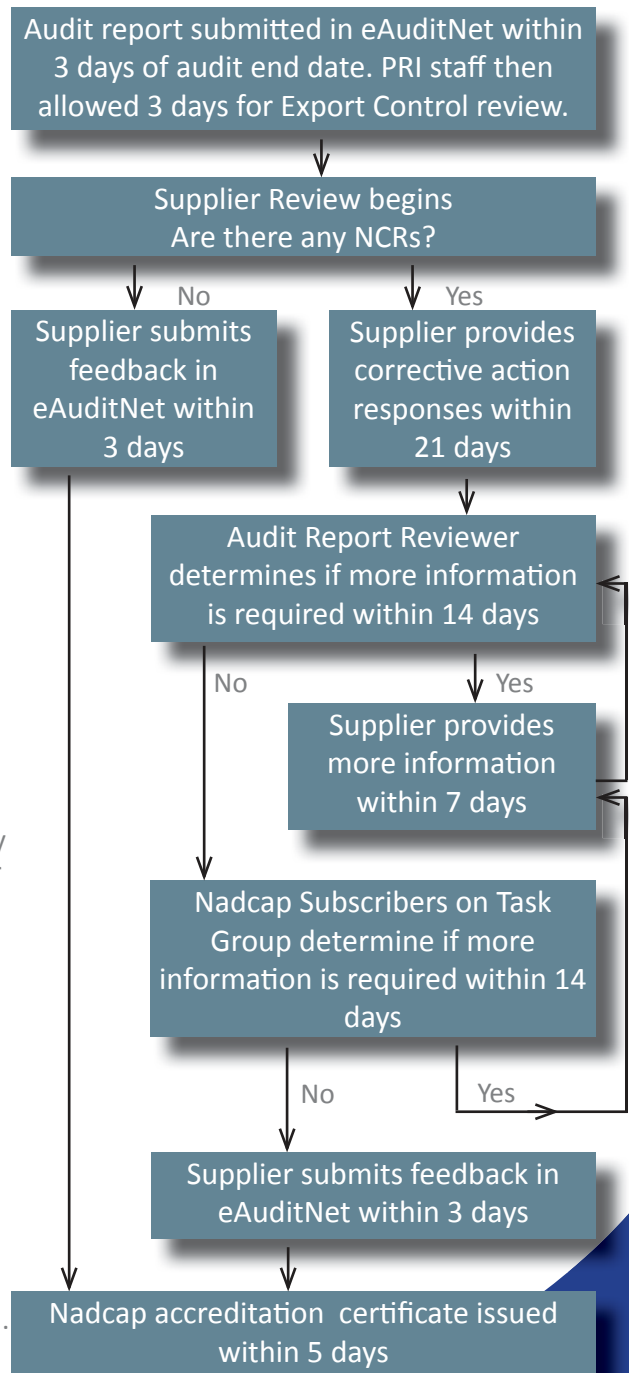 Audit report submitted in eAuditNet within
3 days of audit end date. PRI staff then
allowed 3 days for Export Control review.
Supplier Review begins
Are there any NCRs?
No
Yes
Supplier submits
feedback in
eAuditNet within
3 days
Supplier provides
corrective action
responses within
21 days
Audit Report Reviewer
determines if more information
is required within 14 days
No
Yes
Supplier provides
more information
within 7 days
Nadcap Subscribers on Task
Group determine if more
information is required within 14
days
No
Yes
Supplier submits feedback in
eAuditNet within 3 days
Nadcap accreditation certificate issued
within 5 days